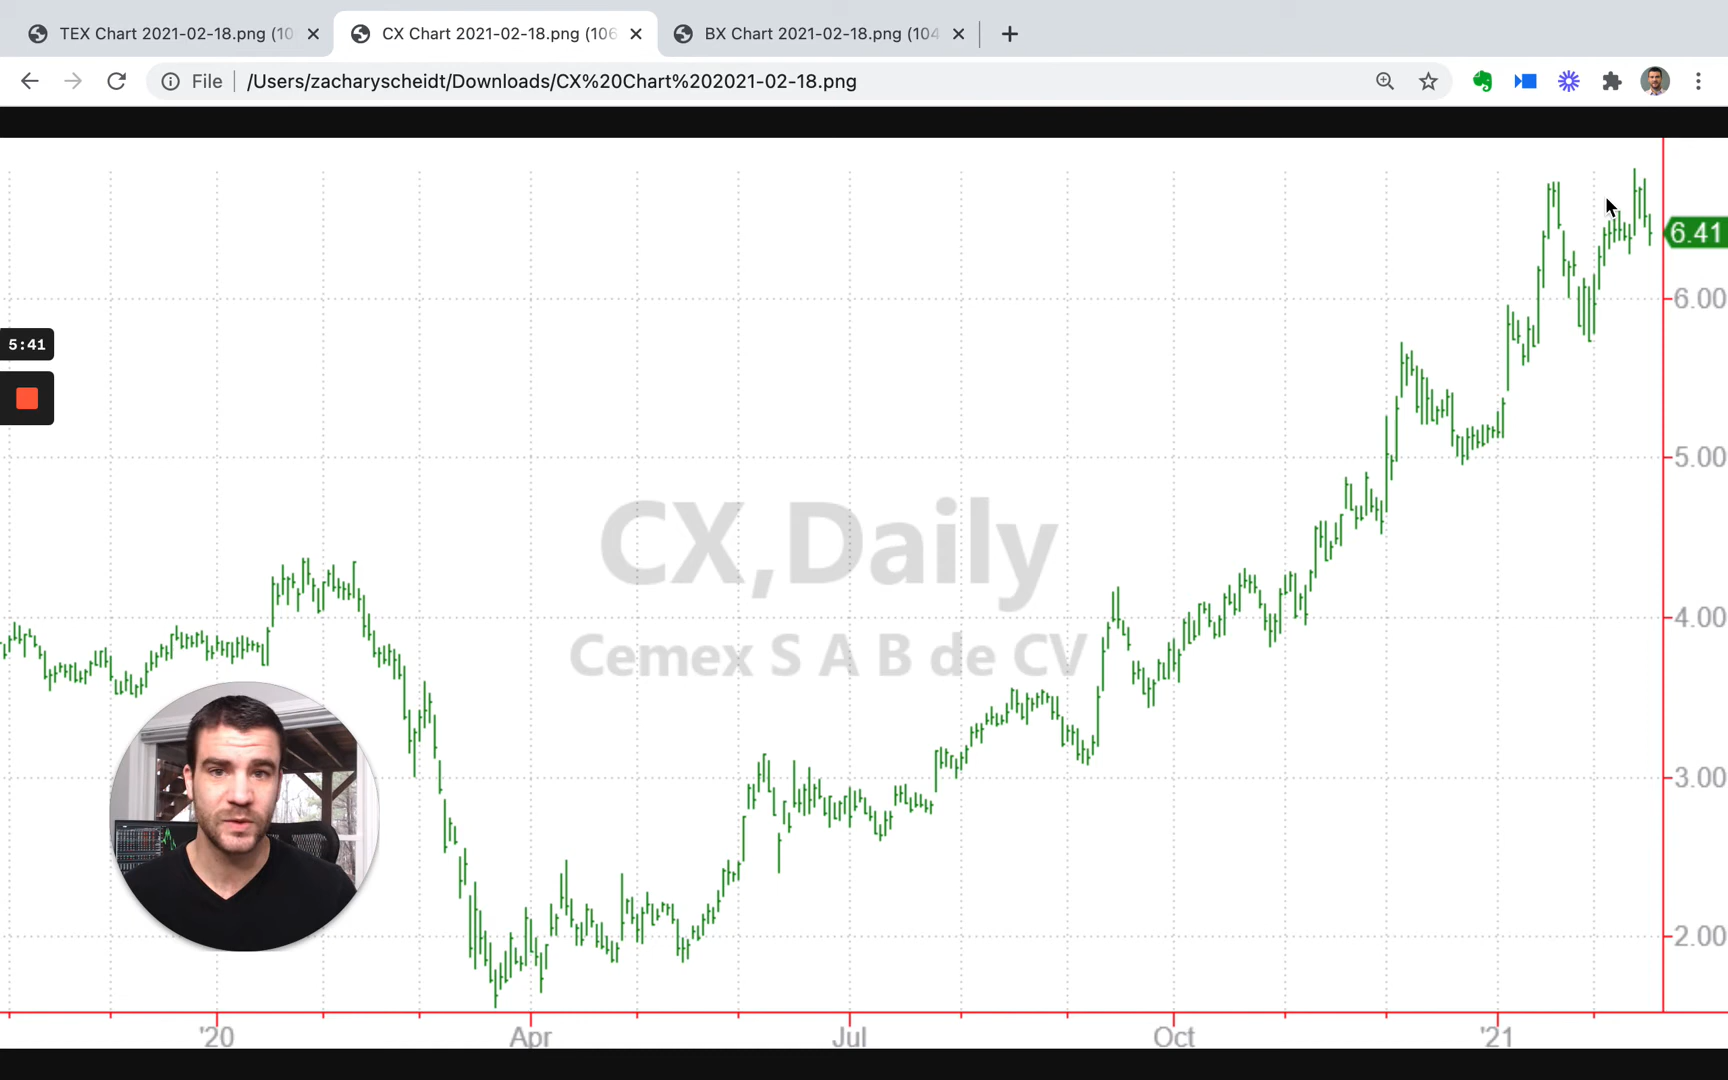 TEX Chart 2021-02-18.png (10
CX Chart 2021-02-18.png (106
BX Chart 2021-02-18.png (104
File
/Users/zacharyscheidt/Downloads/CX%20Chart%202021-02-18.png
6.41
6.00
5:41
5.00
CX,Daily
4.00
Cemex S A B de CV
3.00
2.00
'20
Apr
Jul
Oct
'21